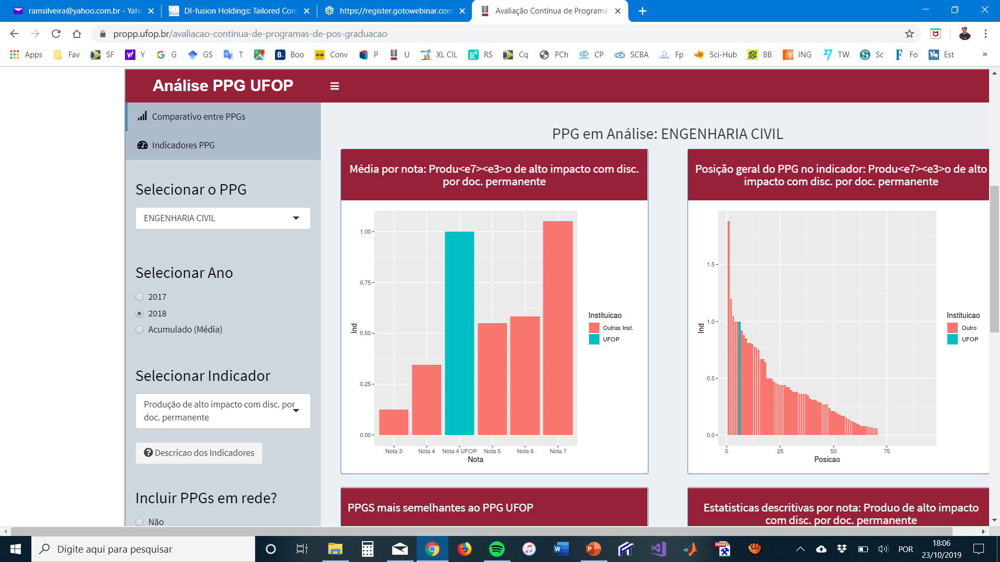 ramsilveira@yahoo.com.br - Yah
DI-fusion Holdings: Tailored Coro
https://register.gotowebinar.com
Avaliação Contínua de Programa
propp.ufop.br/avaliacao-continua-de-programas-de-pos-graduacao
Apps Fav SF Y G GS T Boo Conv P U XL CIL RS Cq PCh CP SCBA Fp Sci-Hub BB ING TW Sc Fo Est »
Análise PPG UFOP
Comparativo entre PPGs
Indicadores PPG
Selecionar o PPG
ENGENHARIA CIVIL
Selecionar Ano
2017
2018
Acumulado (Média)
Selecionar Indicador
Produção de alto impacto com disc. por
doc. permanente
Descricao dos Indicadores
Incluir PPGs em rede?
Não
PPG em Análise: ENGENHARIA CIVIL
Média por nota: Produ<e7><e3>o de alto impacto com disc.
por doc. permanente
1.00
0.75
0.50
0.25
0.00
Ind
Nota 3 Nota 4 Nota 4 UFOP Nota 5 Nota 6 Nota 7
Nota
Instituicao
Outras Inst.
UFOP
Posição geral do PPG no indicador: Produ<e7><e3>o de alto
impacto com disc. por doc. permanente
1.5
1.0
0.5
0.0
Ind
0 25 50 75
Posicao
Instituicao
Outro
UFOP
PPGS mais semelhantes ao PPG UFOP
Estatisticas descritivas por nota: Produo de alto impacto
com disc. por doc. permanente
Digite aqui para pesquisar
POR
18:06
23/10/2019